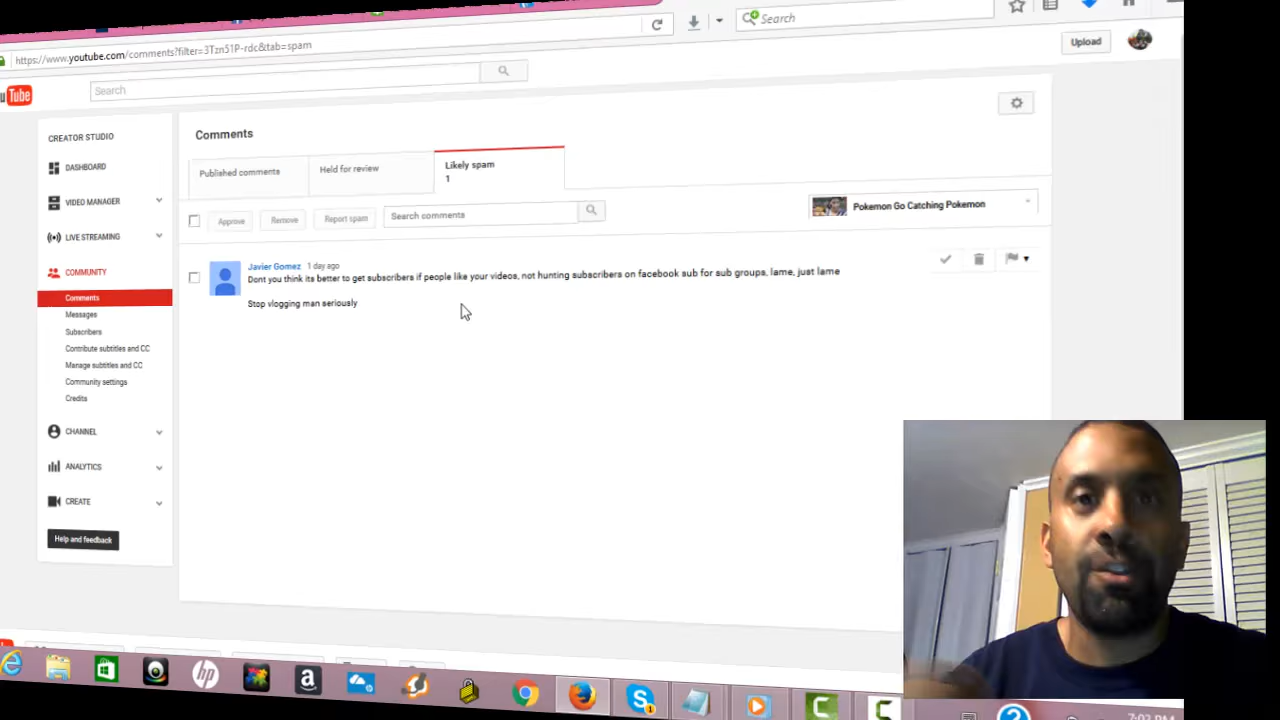 https://www.youtube.com/comments?filter=3Tzn51P-rdc&tab=spam
Search
Tube
Search
Upload
CREATOR STUDIO
DASHBOARD
VIDEO MANAGER
LIVE STREAMING
COMMUNITY
Comments
Messages
Subscribers
Contribute subtitles and CC
Manage subtitles and CC
Community settings
Credits
CHANNEL
ANALYTICS
CREATE
Help and feedback
Comments
Published comments
Held for review
Likely spam
1
Approve
Remove
Report spam
Search comments
Pokemon Go Catching Pokemon
Javier Gomez 1 day ago
Dont you think its better to get subscribers if people like your videos, not hunting subscribers on facebook sub for sub groups, lame, just lame
Stop vlogging man seriously